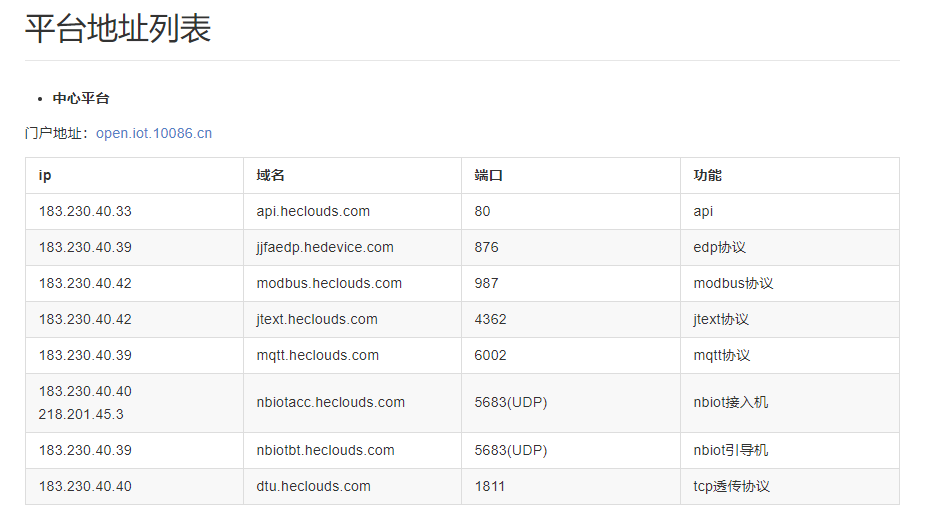 平台地址列表
中心平台
门户地址：open.iot.10086.cn
ip 域名 端口 功能
183.230.40.33 api.heclouds.com 80 api
183.230.40.39 jjfaedp.hedevice.com 876 edp协议
183.230.40.42 modbus.heclouds.com 987 modbus协议
183.230.40.42 jtext.heclouds.com 4362 jtext协议
183.230.40.39 mqtt.heclouds.com 6002 mqtt协议
183.230.40.40
218.201.45.3 nbiotacc.heclouds.com 5683(UDP) nbiot接入机
183.230.40.39 nbiotbt.heclouds.com 5683(UDP) nbiot引导机
183.230.40.40 dtu.heclouds.com 1811 tcp透传协议